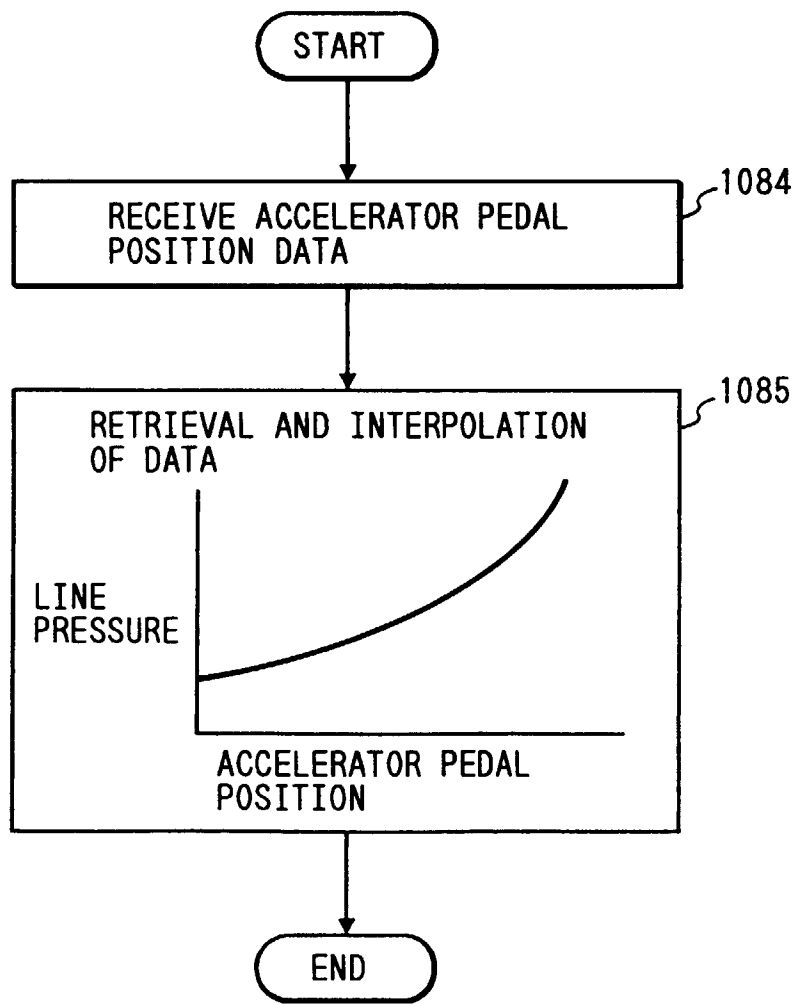 START
1084
RECEIVE ACCELERATOR PEDAL
POSITION DATA
1085
RETRIEVAL AND INTERPOLATION
OF DATA
LINE
PRESSURE
ACCELERATOR PEDAL
POSITION
END